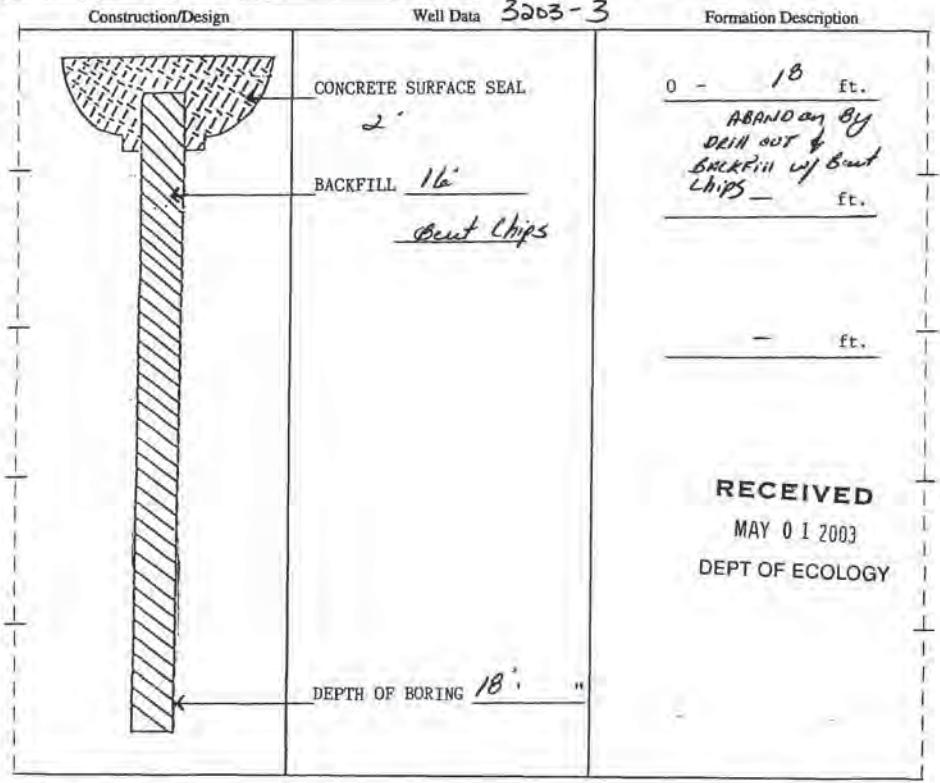 Construction/Design
Well Data 3203-3
Formation Description
CONCRETE SURFACE SEAL
2'
BACKFILL 16'
Bent Chips
DEPTH OF BORING 18' "
0 - 18 ft.
ABANDON By
DRill OUT &
BACKFill w/ Bent
Chips - ft.
- ft.
RECEIVED
MAY 01 2003
DEPT OF ECOLOGY